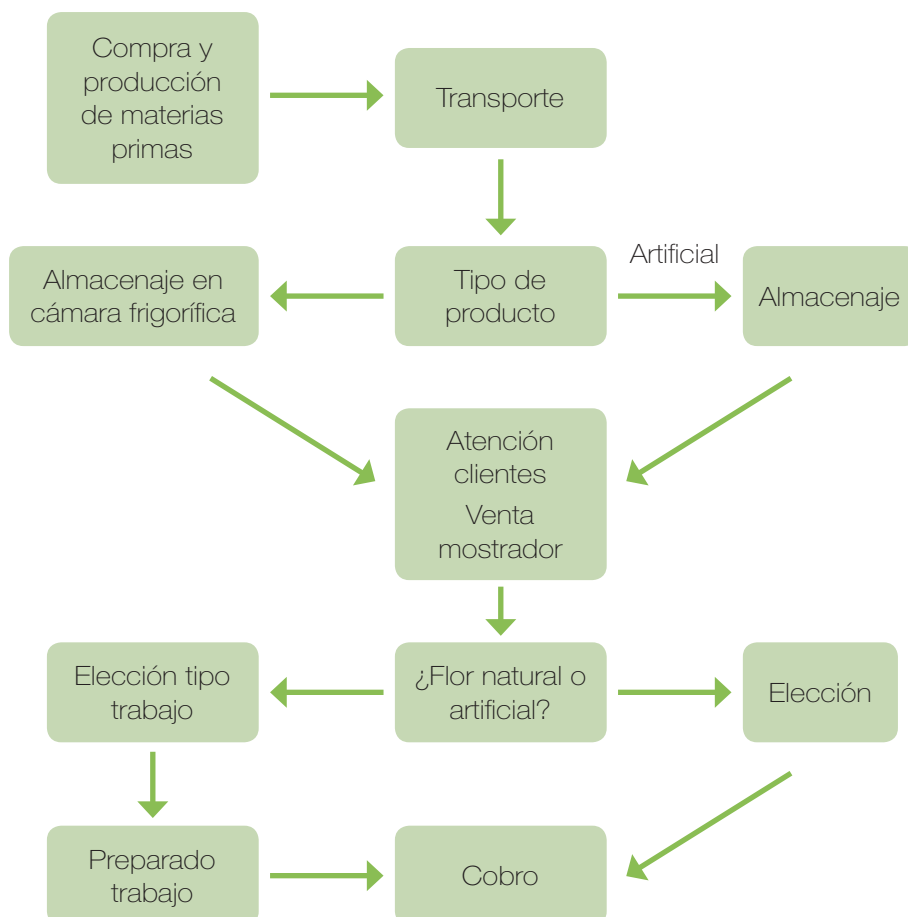 Compra y
producción
de materias
primas
Transporte
Almacenaje en
cámara frigorífica
Tipo de
producto
Artificial
Almacenaje
Atención
clientes
Venta
mostrador
Elección tipo
trabajo
¿Flor natural o
artificial?
Elección
Preparado
trabajo
Cobro